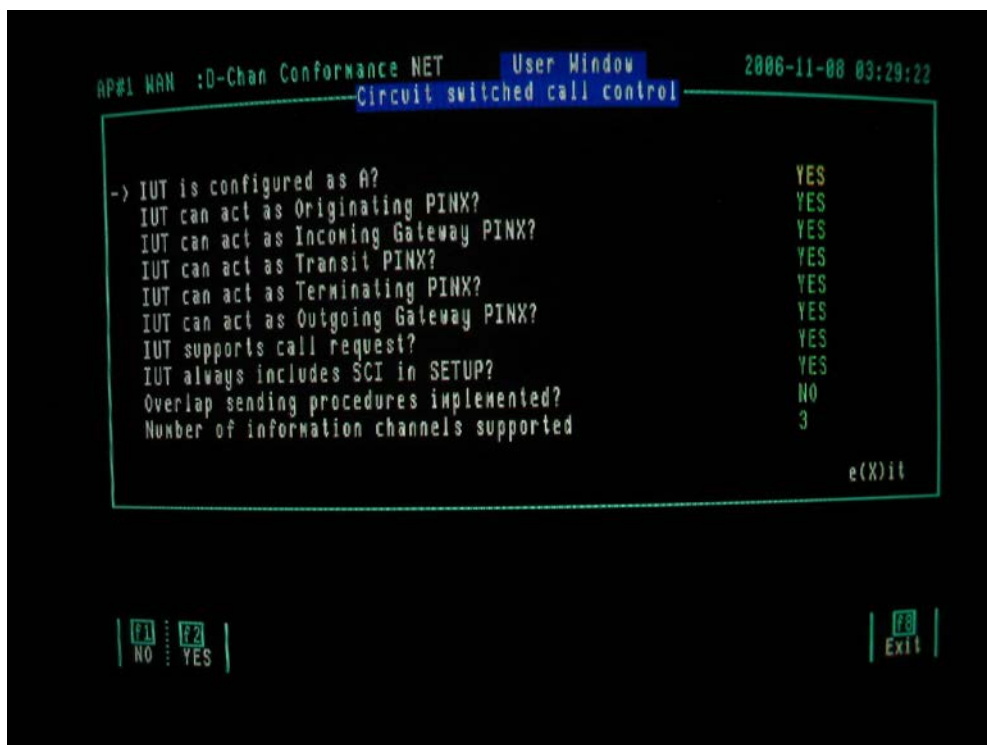 AP#1 WAN :D-Chan Conformance NET User Window 2006-11-08 03:29:22
Circuit switched call control
-> IUT is configured as A? YES
IUT can act as Originating PINX? YES
IUT can act as Incoming Gateway PINX? YES
IUT can act as Transit PINX? YES
IUT can act as Terminating PINX? YES
IUT can act as Outgoing Gateway PINX? YES
IUT supports call request? YES
IUT always includes SCI in SETUP? YES
Overlap sending procedures implemented? NO
Number of information channels supported 3
e(X)it
f1 f2 f8
NO YES Exit